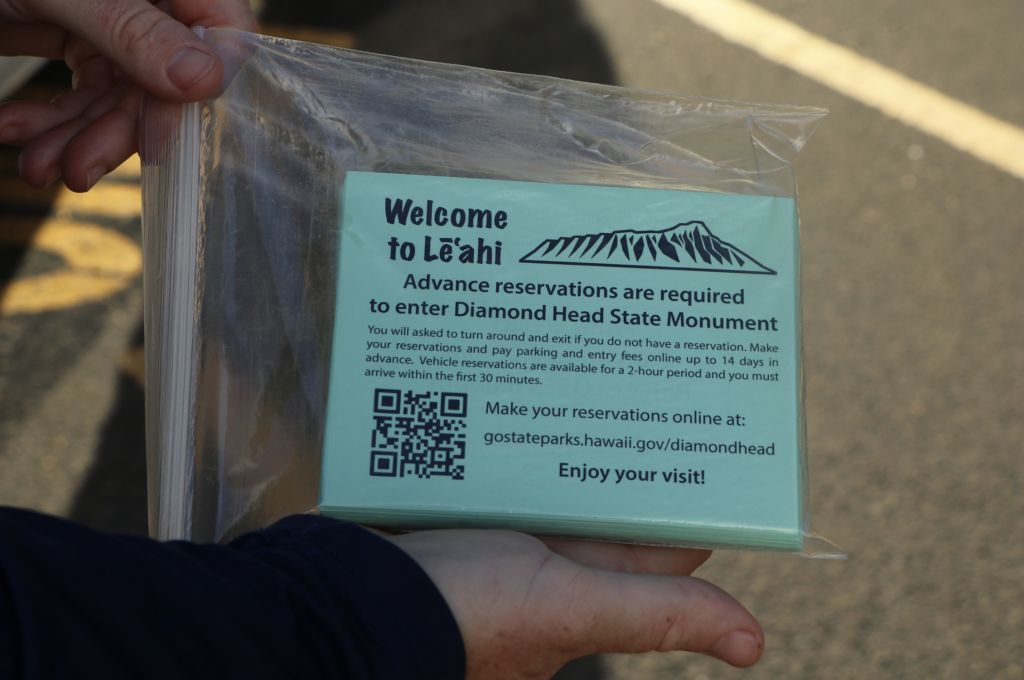 Welcome
to Lēʻahi
Advance reservations are required
to enter Diamond Head State Monument
You will asked to turn around and exit if you do not have a reservation. Make
your reservations and pay parking and entry fees online up to 14 days in
advance. Vehicle reservations are available for a 2-hour period and you must
arrive within the first 30 minutes.
Make your reservations online at:
gostateparks.hawaii.gov/diamondhead
Enjoy your visit!